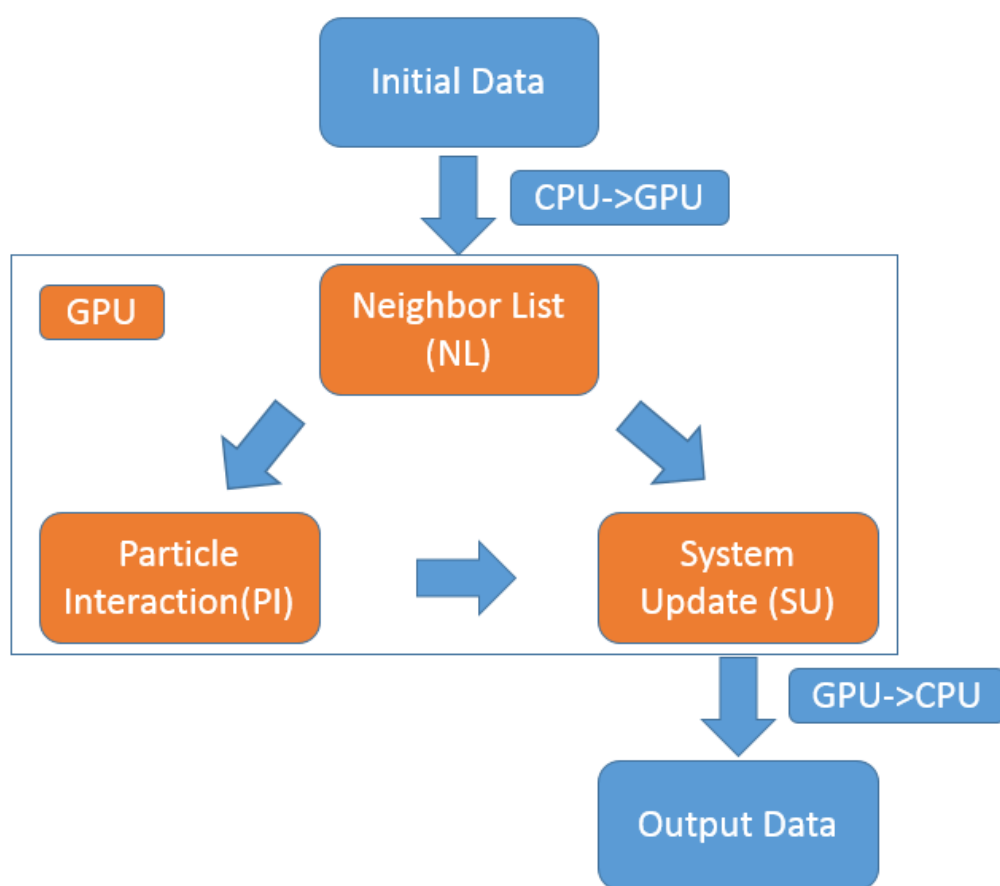 Initial Data
CPU->GPU
GPU
Neighbor List
(NL)
Particle
Interaction(PI)
System
Update (SU)
GPU->CPU
Output Data